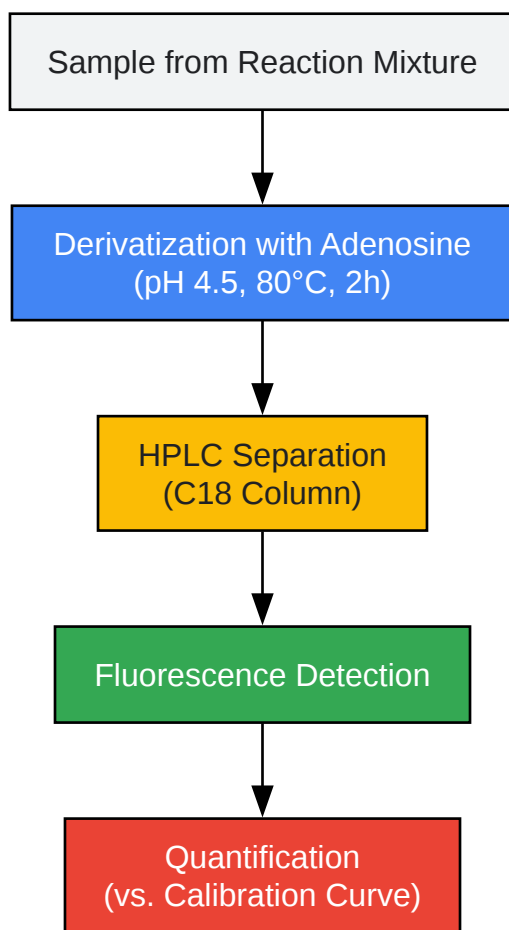 Sample from Reaction Mixture
Derivatization with Adenosine
(pH 4.5, 80°C, 2h)
HPLC Separation
(C18 Column)
Fluorescence Detection
Quantification
(vs. Calibration Curve)